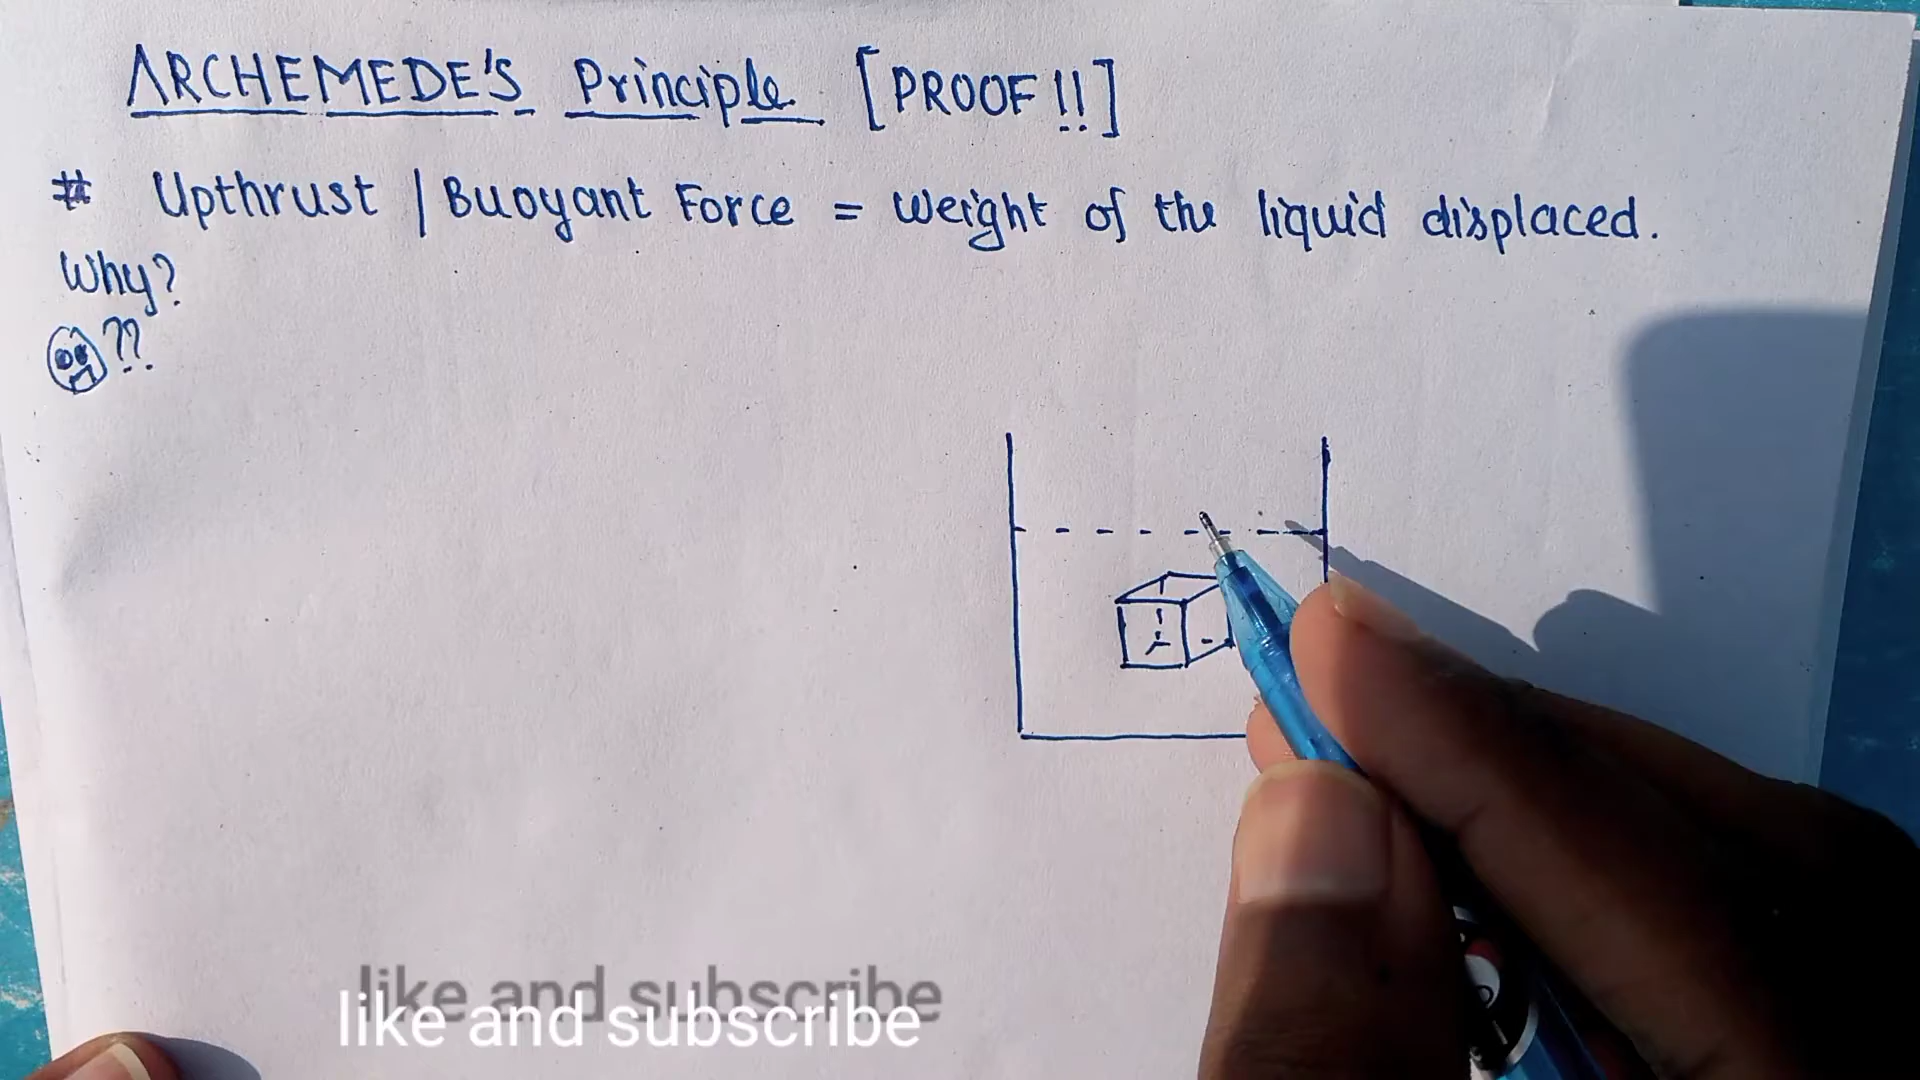 ARCHEMEDE'S Principle [PROOF!!]
# Upthrust / Buoyant Force = Weight of the liquid displaced.
Why?
??
like and subscribe
like and subscribe